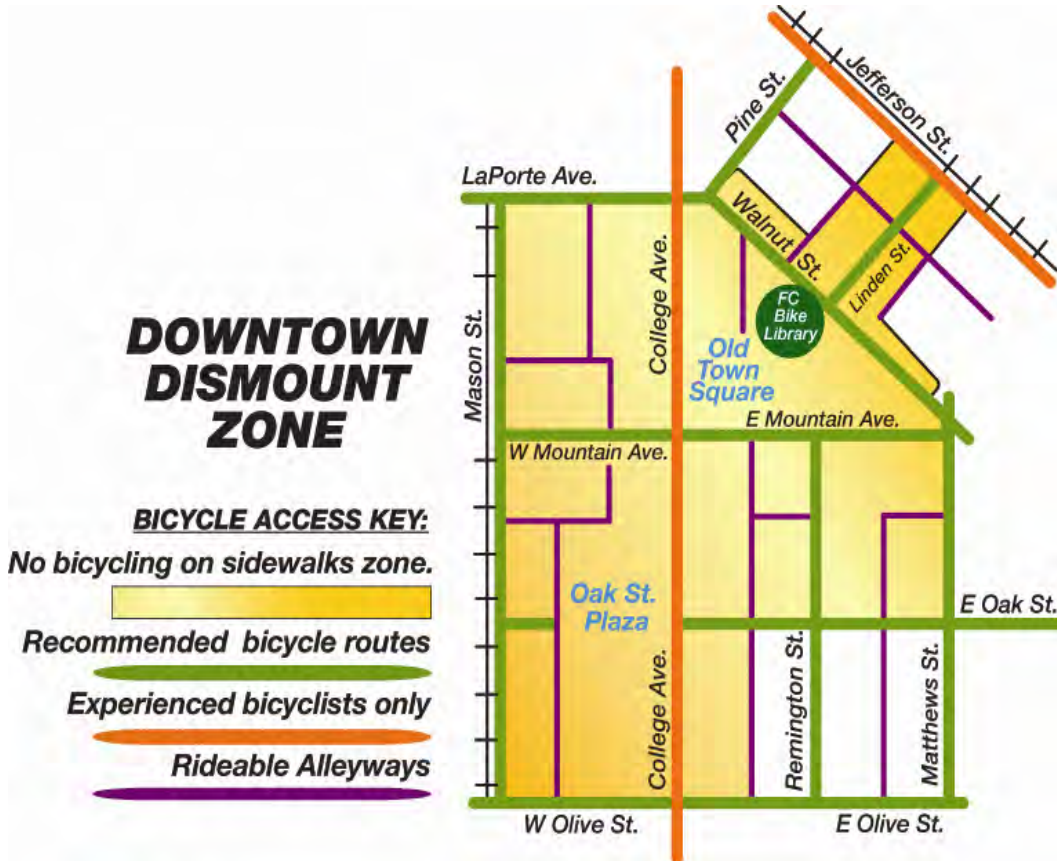 DOWNTOWN
DISMOUNT
ZONE
BICYCLE ACCESS KEY:
No bicycling on sidewalks zone.
Recommended bicycle routes
Experienced bicyclists only
Rideable Alleyways
Jefferson St.
Pine St.
LaPorte Ave.
Walnut St.
Linden St.
College Ave.
Mason St.
FC
Bike
Library
Old
Town
Square
E Mountain Ave.
W Mountain Ave.
Oak St.
Plaza
E Oak St.
College Ave.
Remington St.
Matthews St.
W Olive St.
E Olive St.